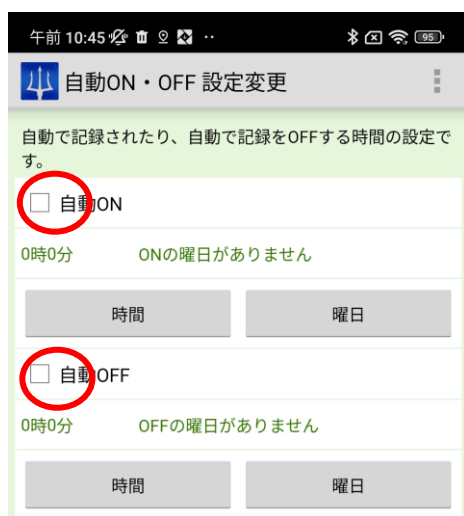 午前 10:45
95
自動ON・OFF 設定変更
自動で記録されたり、自動で記録をOFFする時間の設定で
す。
自動ON
0時0分 ONの曜日がありません
時間 曜日
自動OFF
0時0分 OFFの曜日がありません
時間 曜日